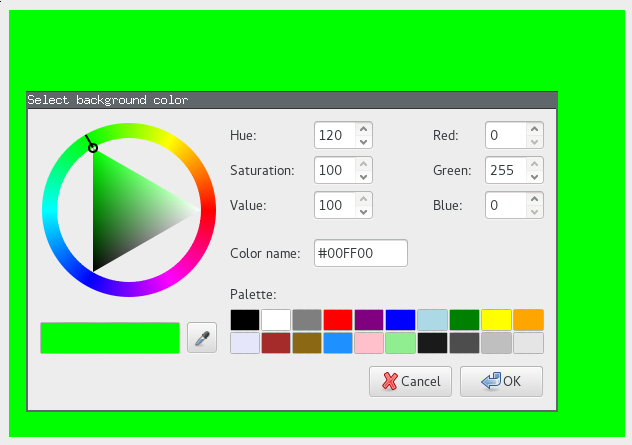 Select background color
Hue: 120 Red: 0
Saturation: 100 Green: 255
Value: 100 Blue: 0
Color name: #00FF00
Palette:
Cancel OK